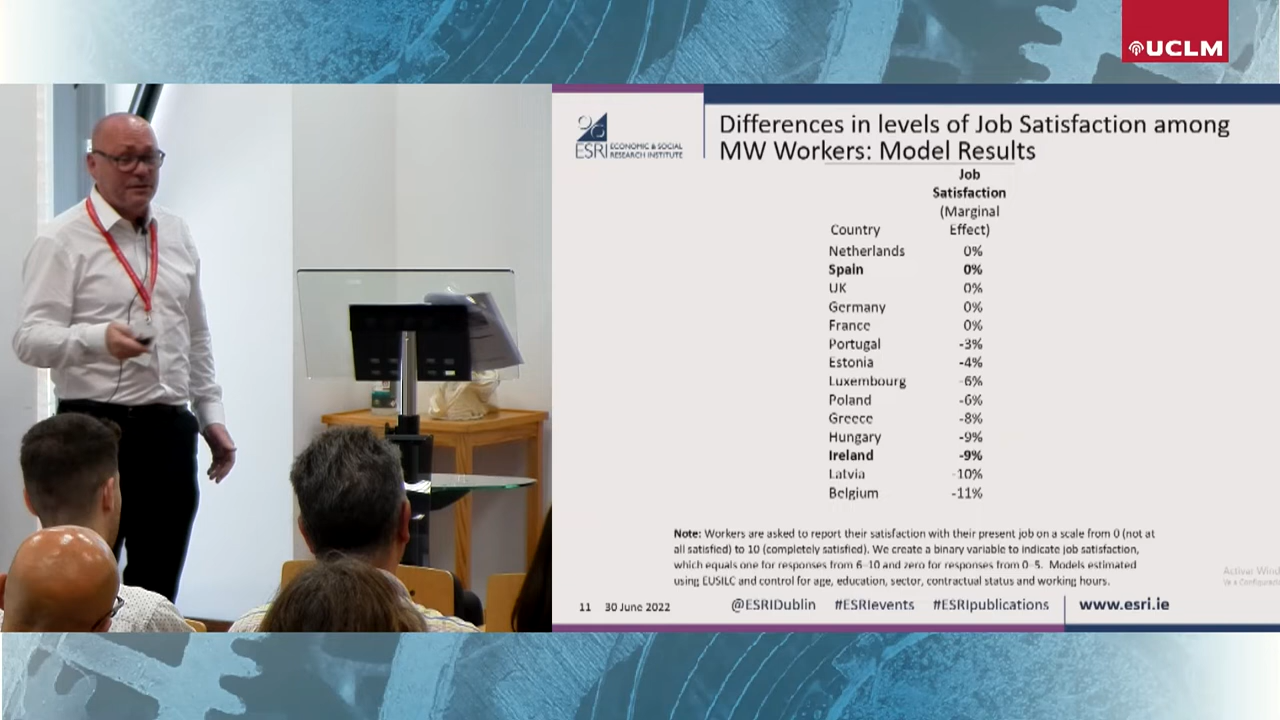 UCLM
ESRI
ECONOMIC & SOCIAL
RESEARCH INSTITUTE
Differences in levels of Job Satisfaction among
MW Workers: Model Results
Job
Satisfaction
(Marginal
Country Effect)
Netherlands 0%
Spain 0%
UK 0%
Germany 0%
France 0%
Portugal -3%
Estonia -4%
Luxembourg -6%
Poland -6%
Greece -8%
Hungary -9%
Ireland -9%
Latvia -10%
Belgium -11%
Note: Workers are asked to report their satisfaction with their present job on a scale from 0 (not at
all satisfied) to 10 (completely satisfied). We create a binary variable to indicate job satisfaction,
which equals one for responses from 6-10 and zero for responses from 0-5. Models estimated
using EUSILC and control for age, education, sector, contractual status and working hours.
Activar Wind
11 30 June 2022 @ESRIDublin #ESRIevents #ESRIpublications www.esri.ie